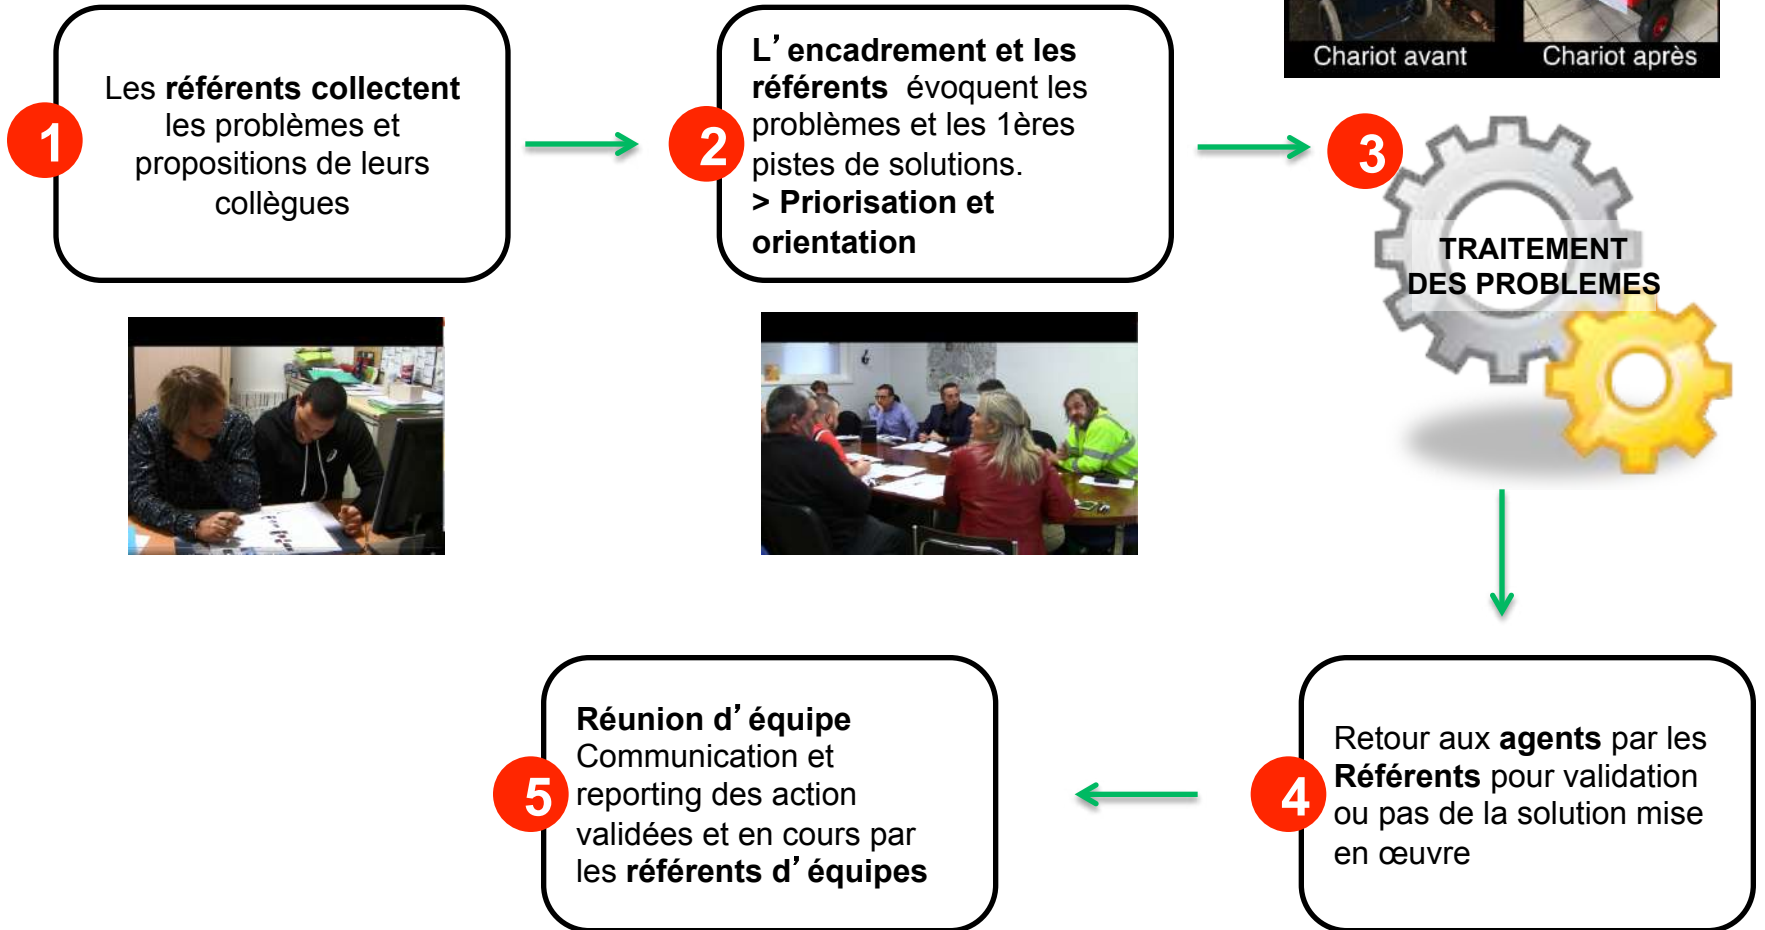 Chariot avant
Chariot après
1
Les référents collectent
les problèmes et
propositions de leurs
collègues
2
L’ encadrement et les
référents évoquent les
problèmes et les 1ères
pistes de solutions.
> Priorisation et
orientation
3
TRAITEMENT
DES PROBLEMES
4
Retour aux agents par les
Référents pour validation
ou pas de la solution mise
en œuvre
5
Réunion d’ équipe
Communication et
reporting des action
validées et en cours par
les référents d’ équipes